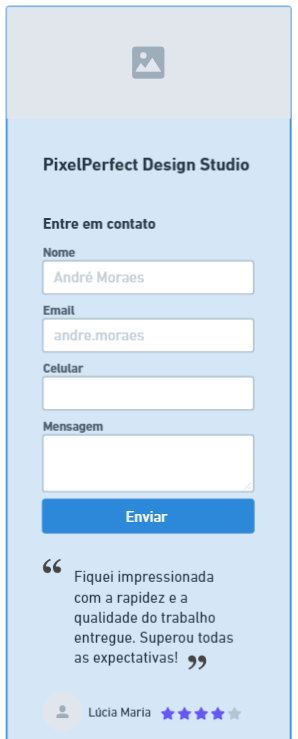 PixelPerfect Design Studio
Entre em contato
Nome
André Moraes
Email
andre.moraes
Celular
Mensagem
Enviar
“ Fiquei impressionada
com a rapidez e a
qualidade do trabalho
entregue. Superou todas
as expectativas! ”
Lúcia Maria